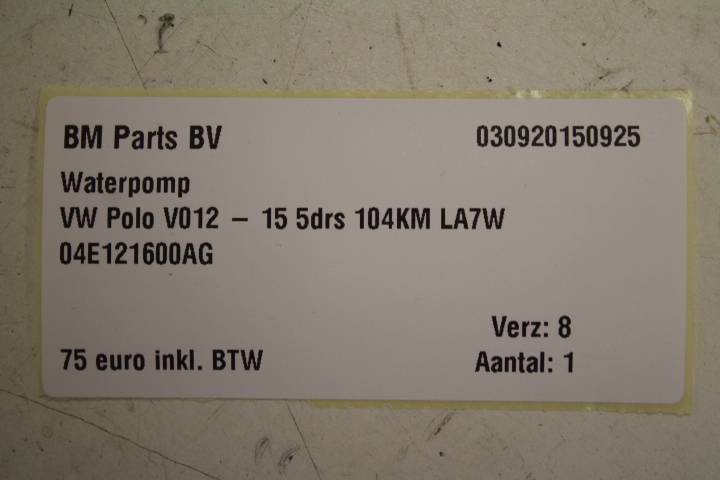 BM Parts BV 030920150925
Waterpomp
VW Polo V012 – 15 5drs 104KM LA7W
04E121600AG
Verz: 8
75 euro inkl. BTW Aantal: 1